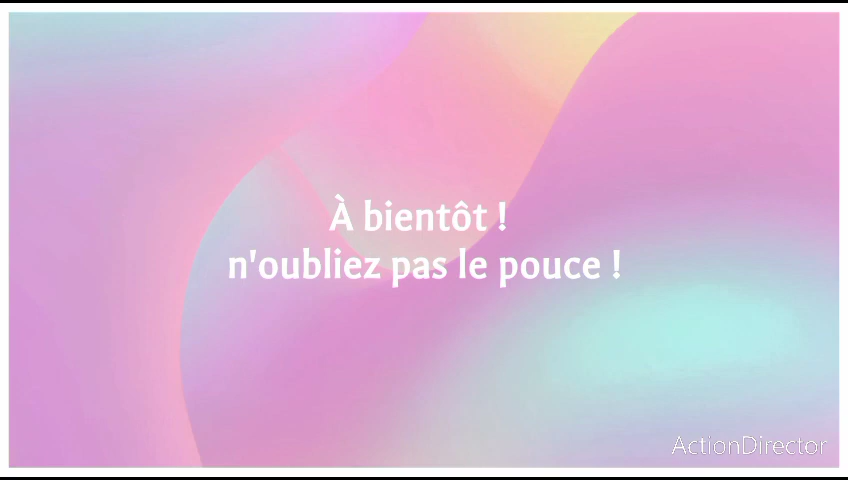 À bientôt !
n'oubliez pas le pouce !
ActionDirector